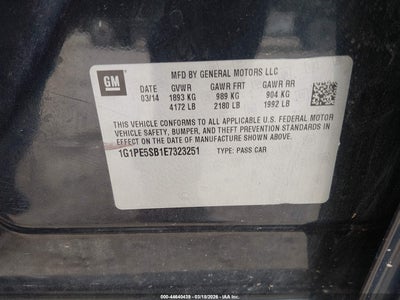 GM
MFD BY GENERAL MOTORS LLC
DATE GVWR GAWR FRT GAWR RR
03/14 1893 KG 989 KG 904 KG
4172 LB 2180 LB 1992 LB
THIS VEHICLE CONFORMS TO ALL APPLICABLE U.S. FEDERAL MOTOR
VEHICLE SAFETY, BUMPER, AND THEFT PREVENTION STANDARDS IN
EFFECT ON THE DATE OF MANUFACTURE SHOWN ABOVE.
1G1PE5SB1E7323251 TYPE: PASS CAR
000-44640439 - 03/19/2026 - IAA Inc.